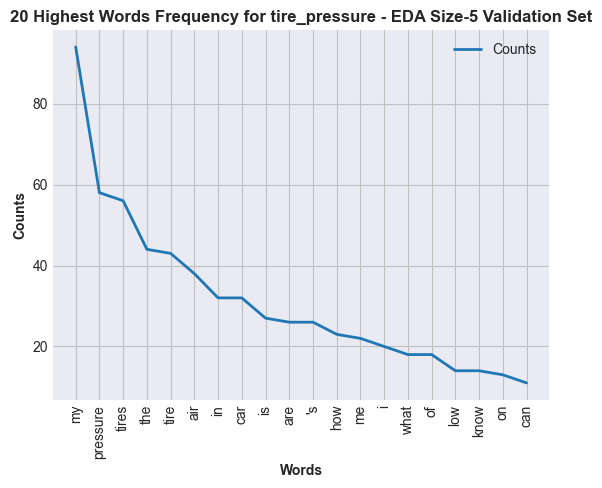 20 Highest Words Frequency for tire_pressure - EDA Size-5 Validation Set
Counts
80
60
40
20
Counts
my
pressure
tires
the
tire
air
in
car
is
are
's
how
me
i
what
of
low
know
on
can
Words